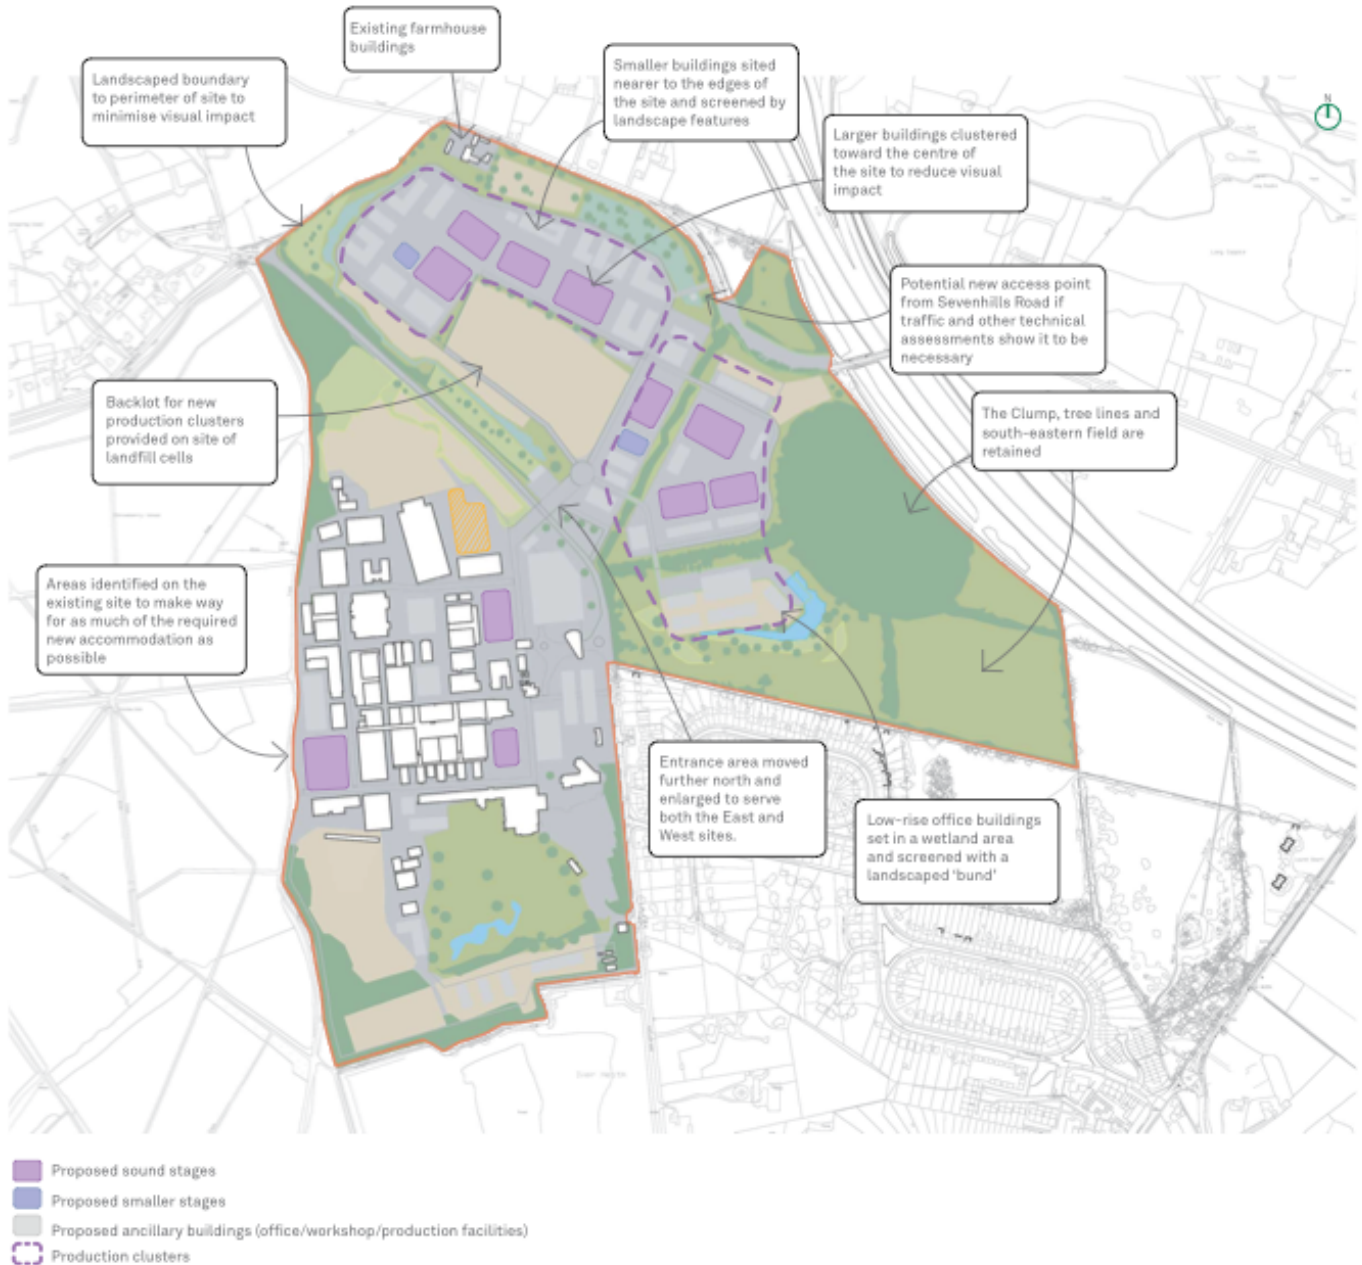 Existing farmhouse
buildings
Landscaped boundary
to perimeter of site to
minimise visual impact
Smaller buildings sited
nearer to the edges of
the site and screened by
landscape features
Larger buildings clustered
toward the centre of
the site to reduce visual
impact
N
Potential new access point
from Sevenhills Road if
traffic and other technical
assessments show it to be
necessary
Backlot for new
production clusters
provided on site of
landfill cells
The Clump, tree lines and
south-eastern field are
retained
Areas identified on the
existing site to make way
for as much of the required
new accommodation as
possible
Entrance area moved
further north and
enlarged to serve
both the East and
West sites.
Low-rise office buildings
set in a wetland area
and screened with a
landscaped 'bund'
Proposed sound stages
Proposed smaller stages
Proposed ancillary buildings (office/workshop/production facilities)
Production clusters